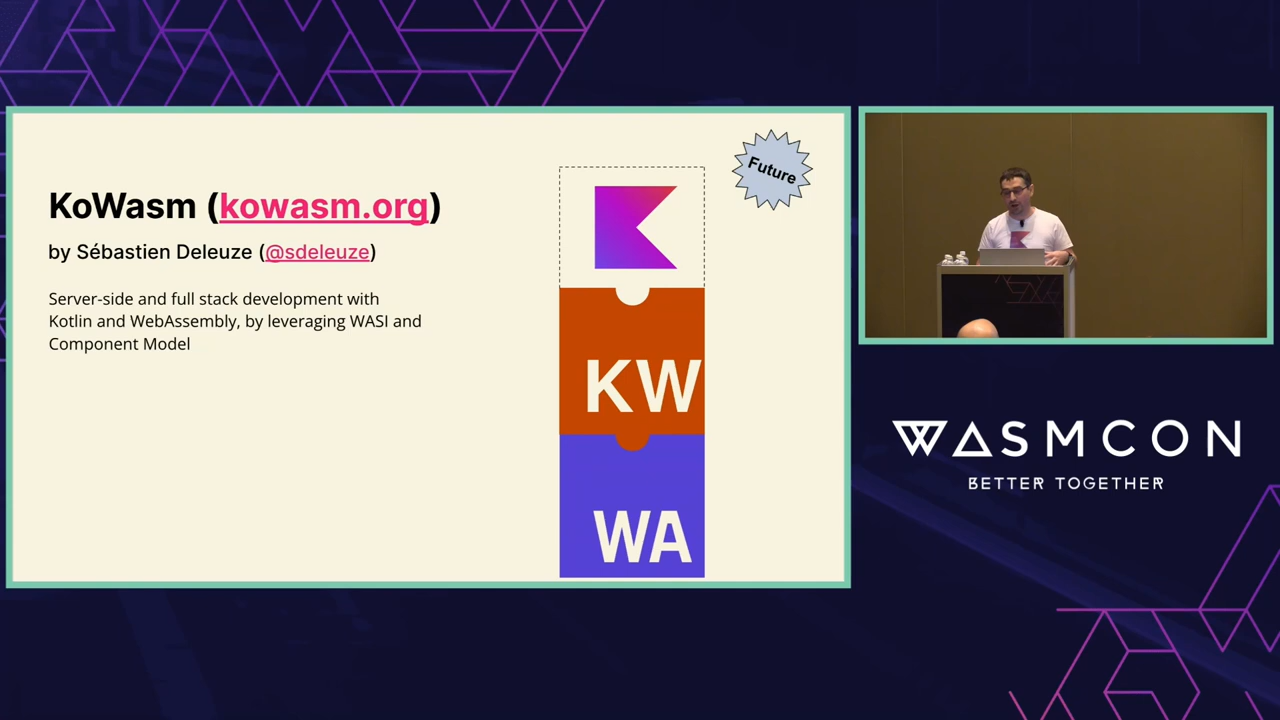 Future
KoWasm (kowasm.org)
by Sébastien Deleuze (@sdeleuze)
Server-side and full stack development with
Kotlin and WebAssembly, by leveraging WASI and
Component Model
KW
WA
WASMCON
BETTER TOGETHER